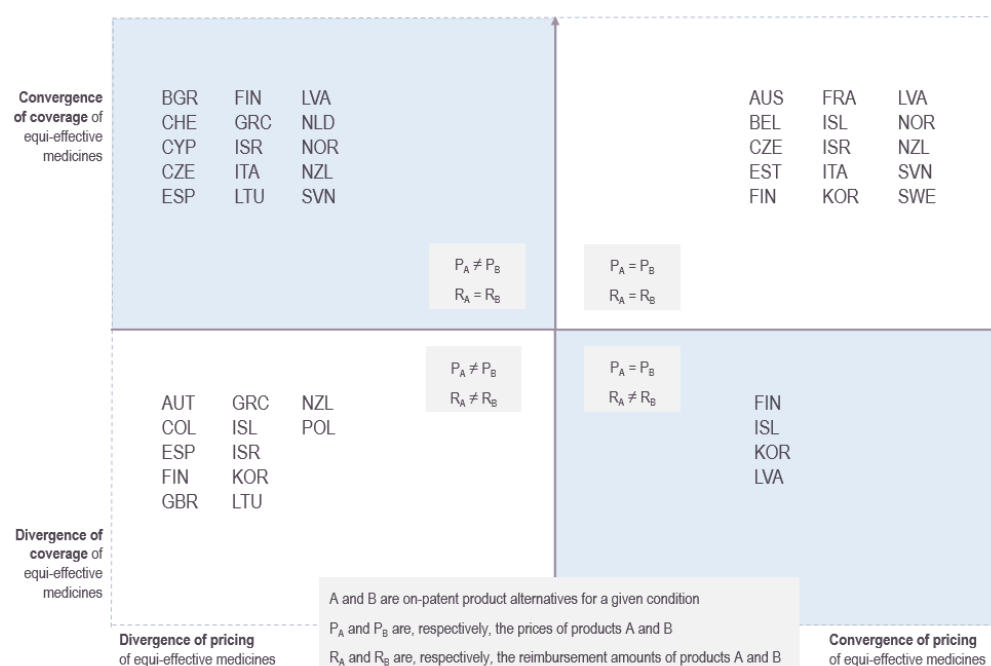 Convergence
of coverage of
equi-effective
medicines
BGR FIN LVA
CHE GRC NLD
CYP ISR NOR
CZE ITA NZL
ESP LTU SVN
P_A ≠ P_B
R_A = R_B
AUS FRA LVA
BEL ISL NOR
CZE ISR NZL
EST ITA SVN
FIN KOR SWE
P_A = P_B
R_A = R_B
P_A ≠ P_B
R_A ≠ R_B
AUT GRC NZL
COL ISL POL
ESP ISR
FIN KOR
GBR LTU
P_A = P_B
R_A ≠ R_B
FIN
ISL
KOR
LVA
Divergence of
coverage of
equi-effective
medicines
A and B are on-patent product alternatives for a given condition
P_A and P_B are, respectively, the prices of products A and B
R_A and R_B are, respectively, the reimbursement amounts of products A and B
Divergence of pricing
of equi-effective medicines
Convergence of pricing
of equi-effective medicines